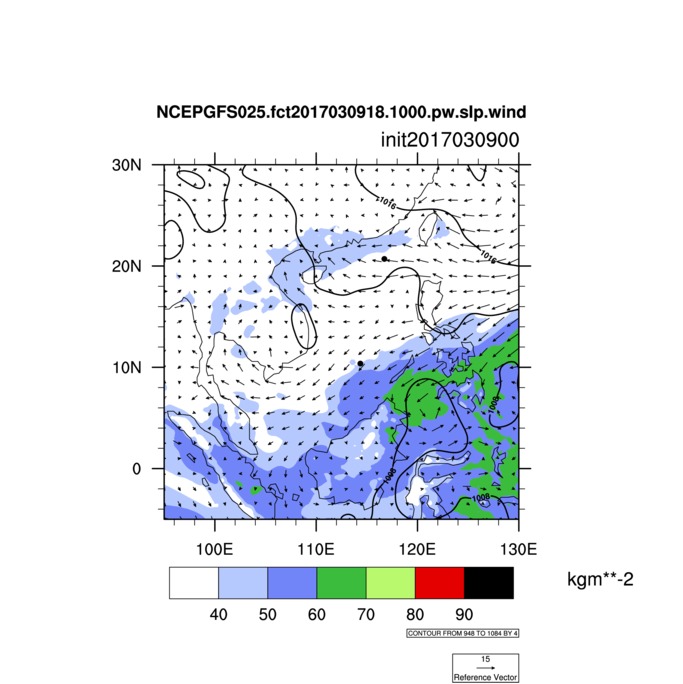 NCEPGFS025.fct2017030918.1000.pw.slp.wind
init2017030900
30N
1016
1016
20N
10N
1008
0
1008
1008
100E 110E 120E 130E
kgm**-2
40 50 60 70 80 90
CONTOUR FROM 948 TO 1084 BY 4
15
Reference Vector